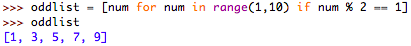 >>> oddlist = [num for num in range(1,10) if num % 2 == 1]
>>> oddlist
[1, 3, 5, 7, 9]